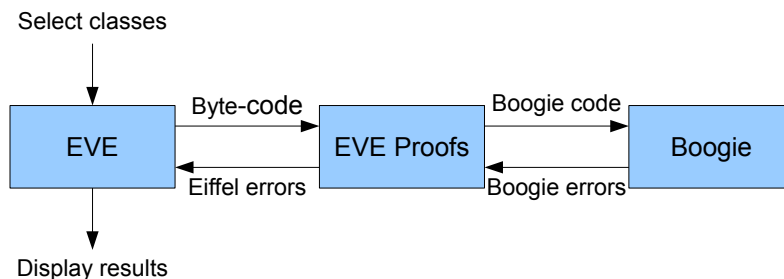 Select classes
Byte-code
Boogie code
EVE
EVE Proofs
Boogie
Eiffel errors
Boogie errors
Display results